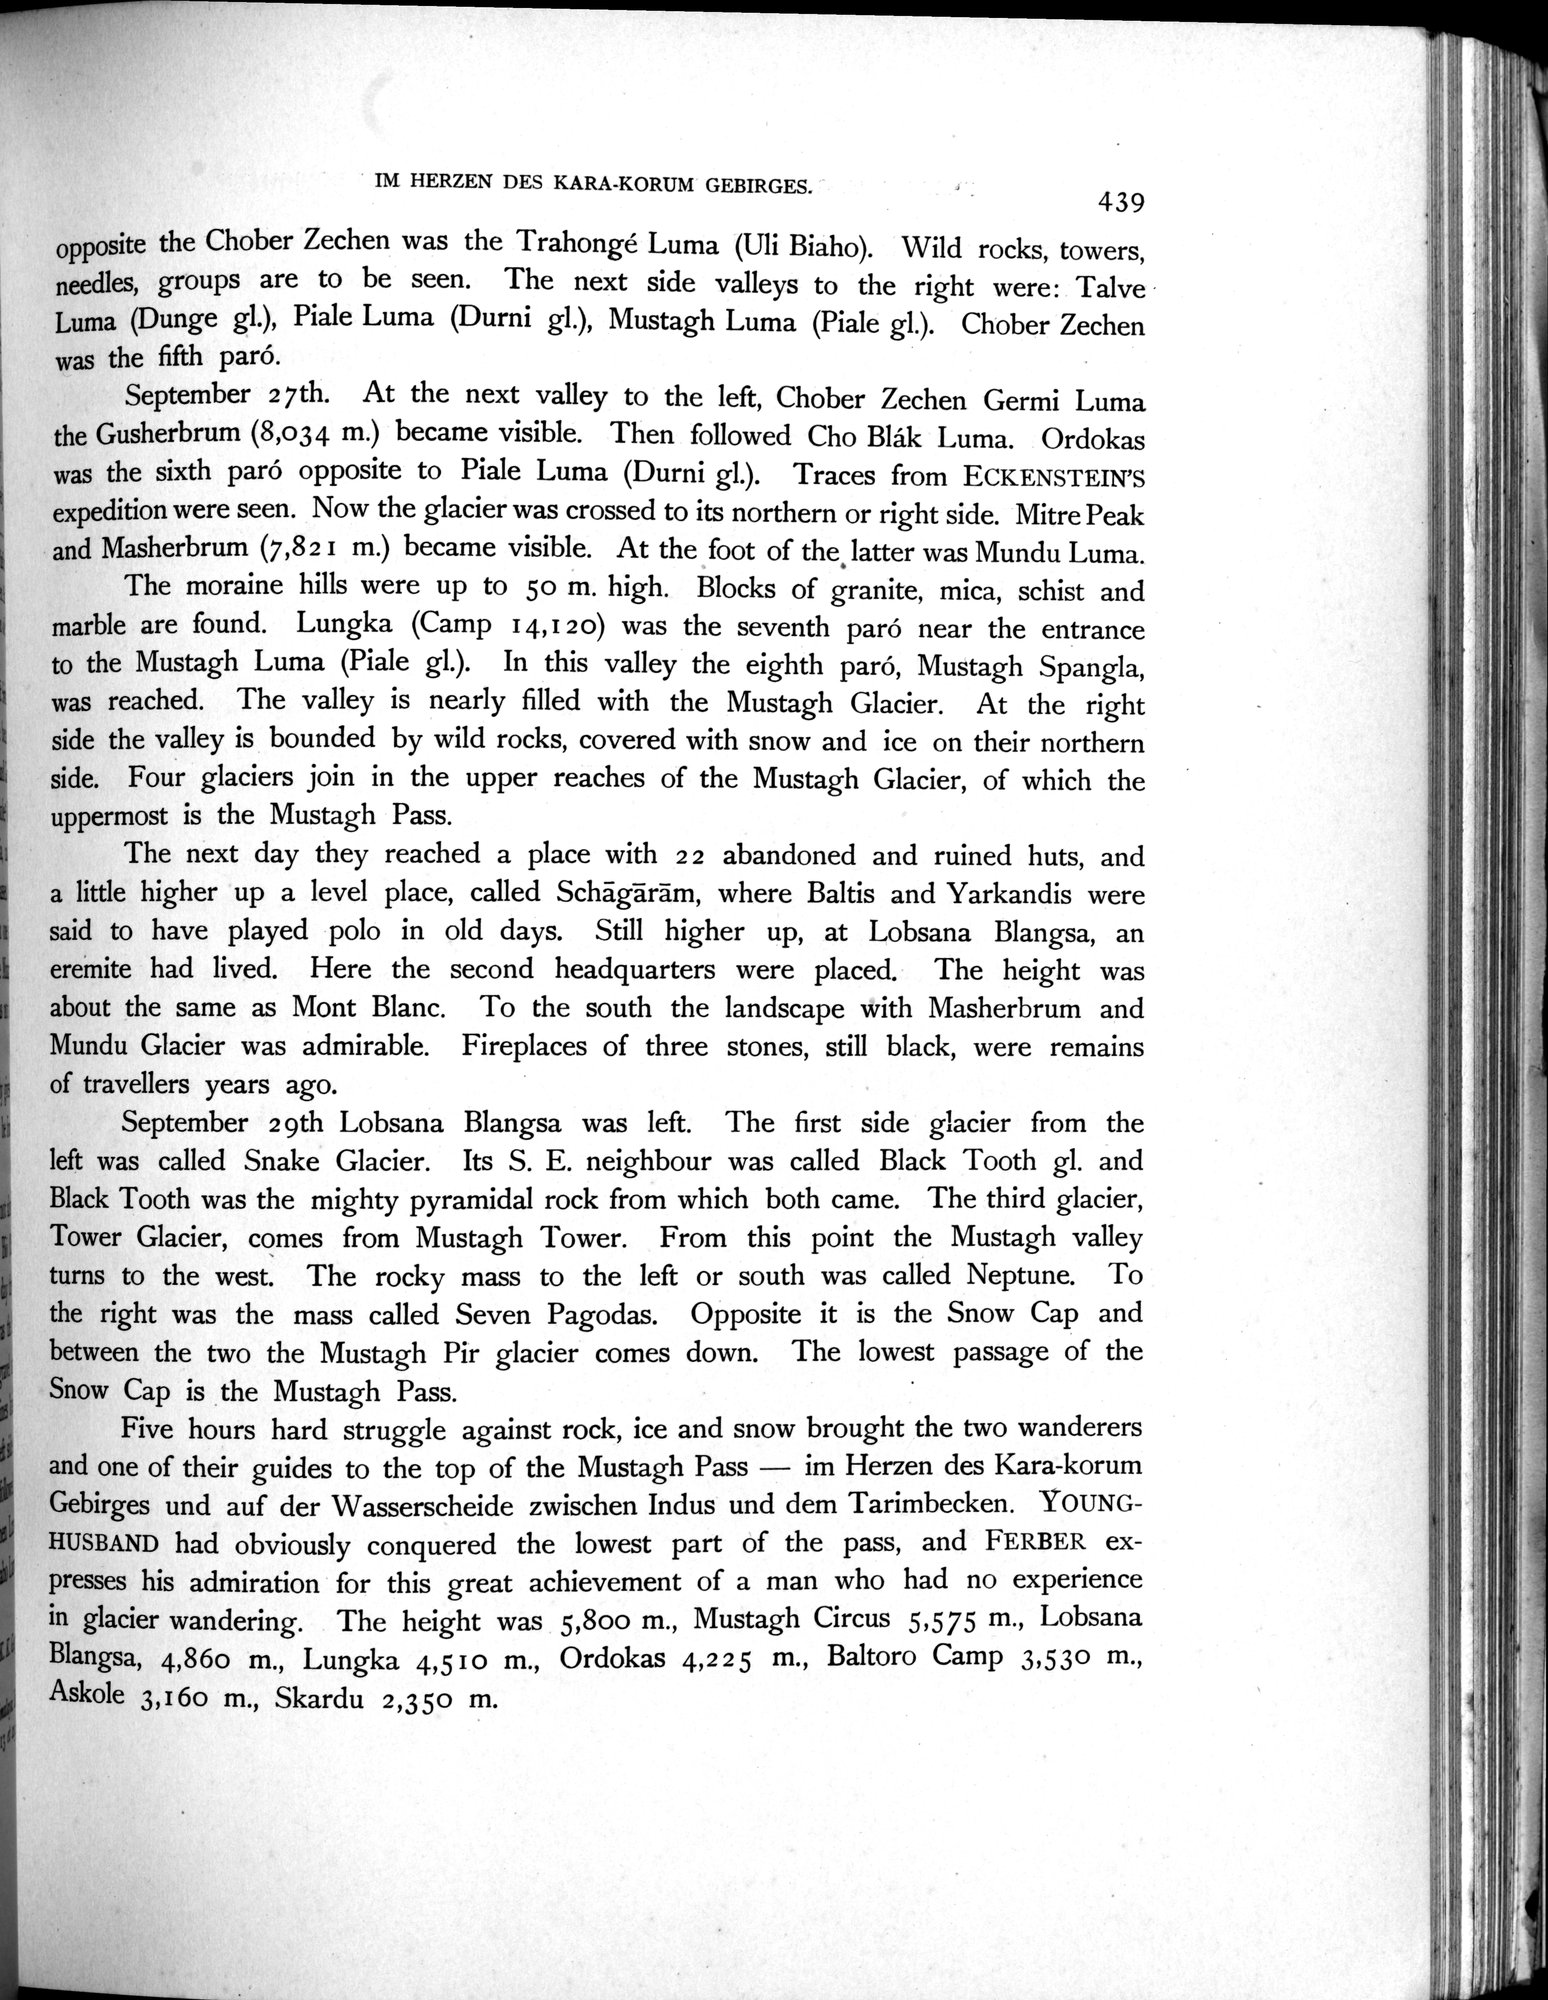 IM HERZEN DES KARA-KORUM GEBIRGES.
439
opposite the Chober Zechen was the Trahongé Luma (Uli Biaho). Wild rocks, towers,
needles, groups are to be seen. The next side valleys to the right were: Talve
Luma (Dunge gl.), Piale Luma (Durni gl.), Mustagh Luma (Piale gl.). Chober Zechen
was the fifth paró.
September 27th. At the next valley to the left, Chober Zechen Germi Luma
the Gusherbrum (8,034 m.) became visible. Then followed Cho Blák Luma. Ordokas
was the sixth paró opposite to Piale Luma (Durni gl.). Traces from ECKENSTEIN'S
expedition were seen. Now the glacier was crossed to its northern or right side. Mitre Peak
and Masherbrum (7,821 m.) became visible. At the foot of the latter was Mundu Luma.
The moraine hills were up to 50 m. high. Blocks of granite, mica, schist and
marble are found. Lungka (Camp 14,120) was the seventh paró near the entrance
to the Mustagh Luma (Piale gl.). In this valley the eighth paró, Mustagh Spangla,
was reached. The valley is nearly filled with the Mustagh Glacier. At the right
side the valley is bounded by wild rocks, covered with snow and ice on their northern
side. Four glaciers join in the upper reaches of the Mustagh Glacier, of which the
uppermost is the Mustagh Pass.
The next day they reached a place with 22 abandoned and ruined huts, and
a little higher up a level place, called Schāgārām, where Baltis and Yarkandis were
said to have played polo in old days. Still higher up, at Lobsana Blangsa, an
eremite had lived. Here the second headquarters were placed. The height was
about the same as Mont Blanc. To the south the landscape with Masherbrum and
Mundu Glacier was admirable. Fireplaces of three stones, still black, were remains
of travellers years ago.
September 29th Lobsana Blangsa was left. The first side glacier from the
left was called Snake Glacier. Its S. E. neighbour was called Black Tooth gl. and
Black Tooth was the mighty pyramidal rock from which both came. The third glacier,
Tower Glacier, comes from Mustagh Tower. From this point the Mustagh valley
turns to the west. The rocky mass to the left or south was called Neptune. To
the right was the mass called Seven Pagodas. Opposite it is the Snow Cap and
between the two the Mustagh Pir glacier comes down. The lowest passage of the
Snow Cap is the Mustagh Pass.
Five hours hard struggle against rock, ice and snow brought the two wanderers
and one of their guides to the top of the Mustagh Pass — im Herzen des Kara-korum
Gebirges und auf der Wasserscheide zwischen Indus und dem Tarimbecken. YOUNG-
HUSBAND had obviously conquered the lowest part of the pass, and FERBER ex-
presses his admiration for this great achievement of a man who had no experience
in glacier wandering. The height was 5,800 m., Mustagh Circus 5,575 m., Lobsana
Blangsa, 4,860 m., Lungka 4,510 m., Ordokas 4,225 m., Baltoro Camp 3,530 m.,
Askole 3,160 m., Skardu 2,350 m.